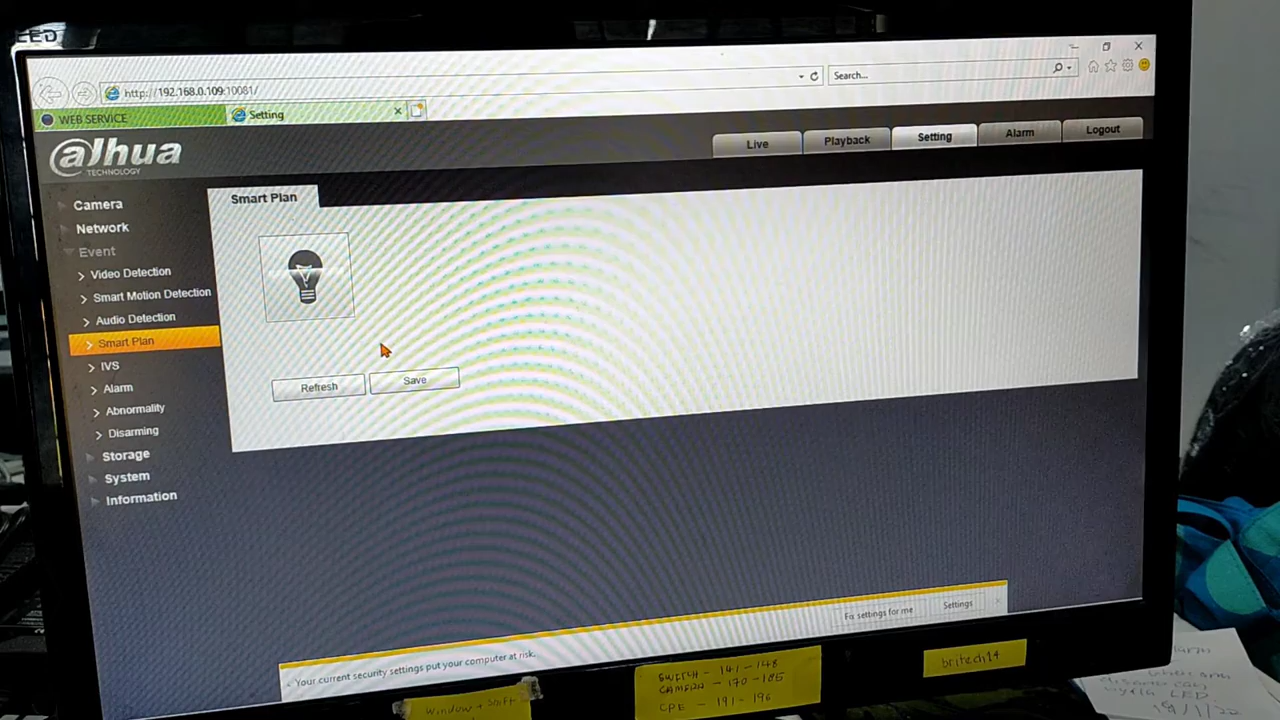 http://192.168.0.109:10081/
Search...
WEB SERVICE
Setting
alhua
TECHNOLOGY
Live
Playback
Setting
Alarm
Logout
Camera
Network
Event
Video Detection
Smart Motion Detection
Audio Detection
Smart Plan
IVS
Alarm
Abnormality
Disarming
Storage
System
Information
Smart Plan
Refresh
Save
Your current security settings put your computer at risk.
Fix settings for me
Settings
window + shift
SWITCH - 141 - 148
CAMERA - 170 - 185
CPE - 191 - 196
britech14